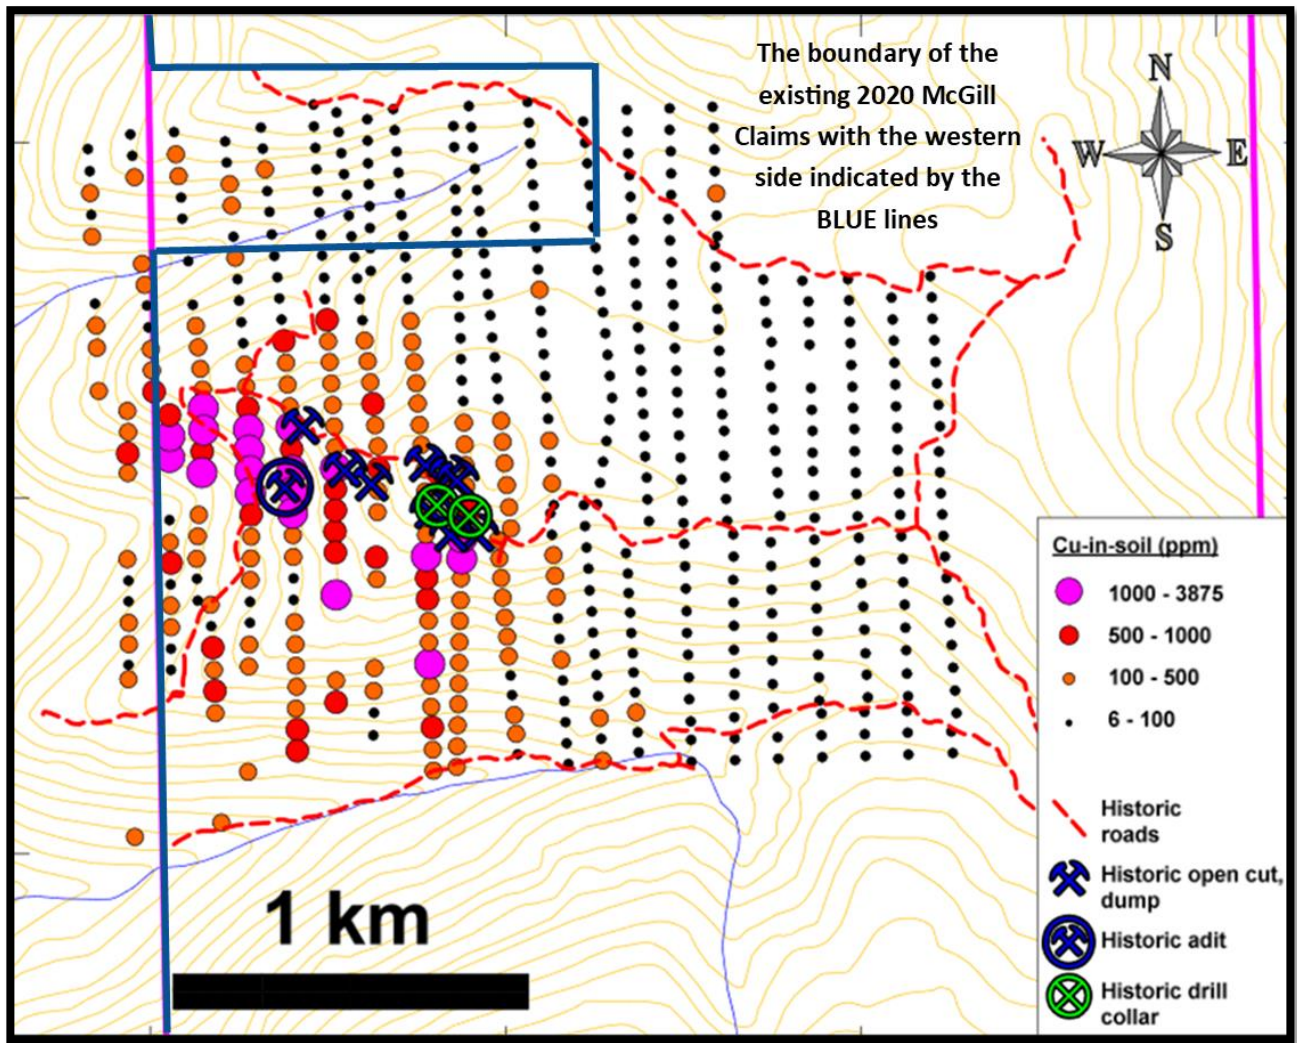 The boundary of the
existing 2020 McGill
Claims with the western
side indicated by the
BLUE lines
N
W
E
S
Cu-in-soil (ppm)
1000 - 3875
500 - 1000
100 - 500
6 - 100
Historic
roads
Historic open cut,
dump
Historic adit
Historic drill
collar
1 km